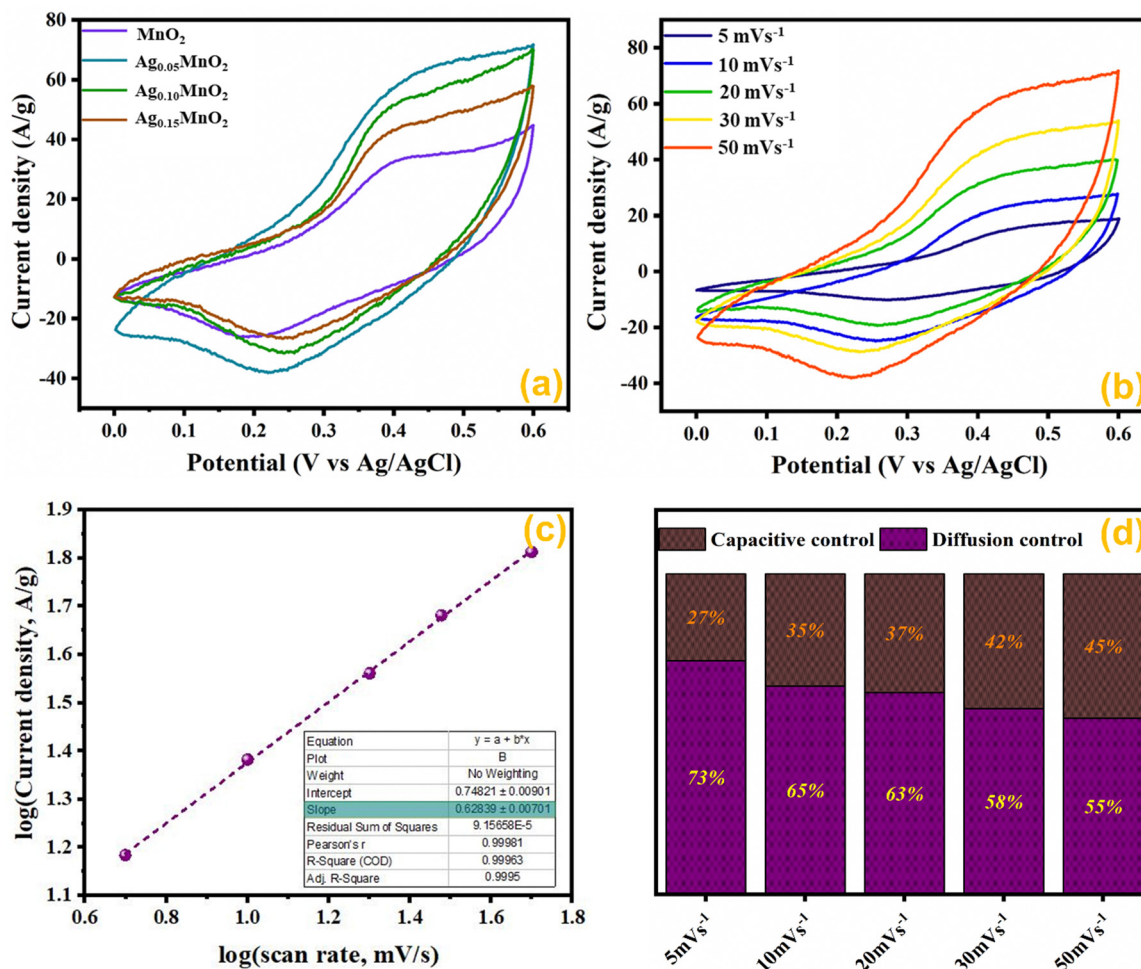 MnO₂
Ag₀.₀₅MnO₂
Ag₀.₁₀MnO₂
Ag₀.₁₅MnO₂
80
60
40
20
0
-20
-40
Current density (A/g)
0.0 0.1 0.2 0.3 0.4 0.5 0.6
Potential (V vs Ag/AgCl)
(a)
5 mVs⁻¹
10 mVs⁻¹
20 mVs⁻¹
30 mVs⁻¹
50 mVs⁻¹
80
60
40
20
0
-20
-40
Current density (A/g)
0.0 0.1 0.2 0.3 0.4 0.5 0.6
Potential (V vs Ag/AgCl)
(b)
(c)
1.9
1.8
1.7
1.6
1.5
1.4
1.3
1.2
1.1
log(Current density, A/g)
Equation y = a + b*x
Plot B
Weight No Weighting
Intercept 0.74821 ± 0.00901
Slope 0.62839 ± 0.00701
Residual Sum of Squares 9.15658E-5
Pearson's r 0.99981
R-Square (COD) 0.99963
Adj. R-Square 0.9995
0.6 0.8 1.0 1.2 1.4 1.6 1.8
log(scan rate, mV/s)
Capacitive control Diffusion control
(d)
27% 35% 37% 42% 45%
73% 65% 63% 58% 55%
5mVs⁻¹ 10mVs⁻¹ 20mVs⁻¹ 30mVs⁻¹ 50mVs⁻¹